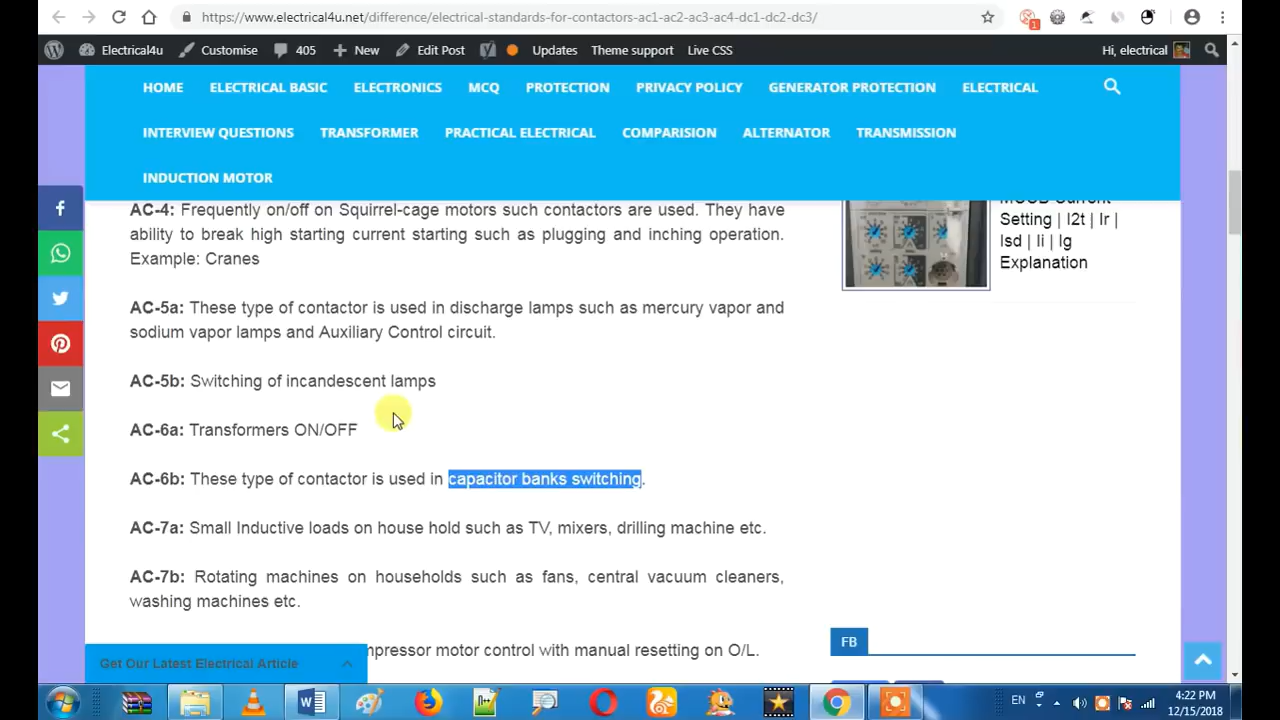 https://www.electrical4u.net/difference/electrical-standards-for-contactors-ac1-ac2-ac3-ac4-dc1-dc2-dc3/
1
Electrical4u Customise 405 New Edit Post Updates Theme support Live CSS Hi, electrical
HOME ELECTRICAL BASIC ELECTRONICS MCQ PROTECTION PRIVACY POLICY GENERATOR PROTECTION ELECTRICAL
INTERVIEW QUESTIONS TRANSFORMER PRACTICAL ELECTRICAL COMPARISION ALTERNATOR TRANSMISSION
INDUCTION MOTOR
AC-4: Frequently on/off on Squirrel-cage motors such contactors are used. They have
ability to break high starting current starting such as plugging and inching operation.
Example: Cranes
AC-5a: These type of contactor is used in discharge lamps such as mercury vapor and
sodium vapor lamps and Auxiliary Control circuit.
AC-5b: Switching of incandescent lamps
AC-6a: Transformers ON/OFF
AC-6b: These type of contactor is used in capacitor banks switching.
AC-7a: Small Inductive loads on house hold such as TV, mixers, drilling machine etc.
AC-7b: Rotating machines on households such as fans, central vacuum cleaners,
washing machines etc.
mpressor motor control with manual resetting on O/L.
Setting | I2t | Ir |
Isd | Ii | Ig
Explanation
FB
Get Our Latest Electrical Article
EN
4:22 PM
12/15/2018